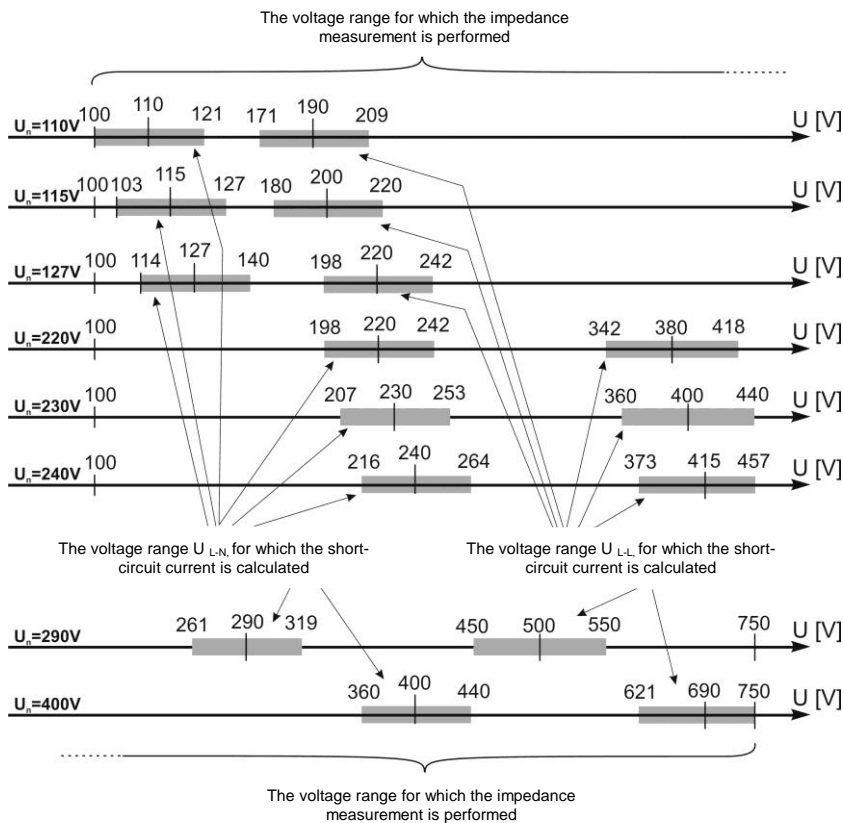 The voltage range for which the impedance
measurement is performed
110 190
100 121 171 209 U [V]
Uₙ=110V
115 200
100 103 127 180 220 U [V]
Uₙ=115V
127 220
100 114 140 198 242 U [V]
Uₙ=127V
100 198 220 242 342 380 418 U [V]
Uₙ=220V
100 207 230 253 360 400 440 U [V]
Uₙ=230V
240
100 216 264 373 415 457 U [V]
Uₙ=240V
The voltage range U L-N, for which the short-
circuit current is calculated
The voltage range U L-L, for which the short-
circuit current is calculated
261 290 319 450 500 550 750 U [V]
Uₙ=290V
360 400 440 621 690 750 U [V]
Uₙ=400V
The voltage range for which the impedance
measurement is performed